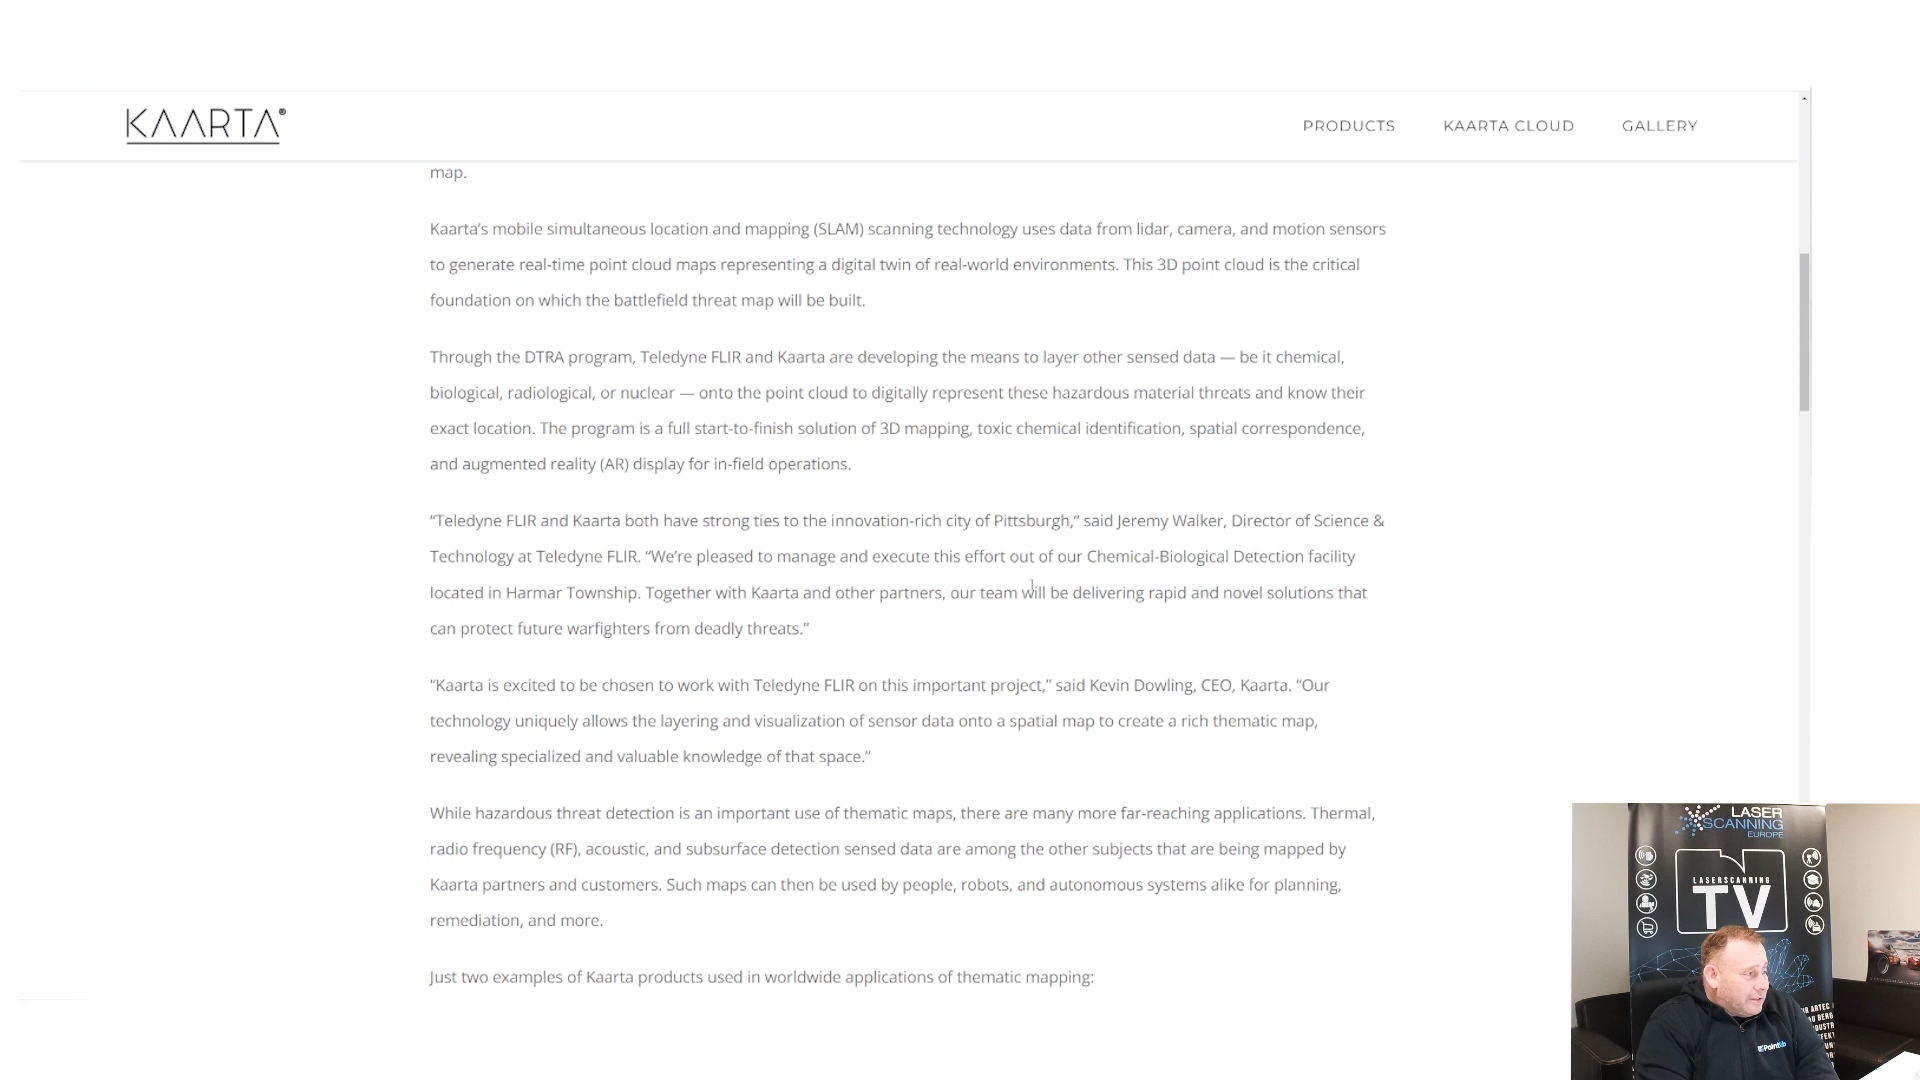 KAARTA®
PRODUCTS
KAARTA CLOUD
GALLERY
map.
Kaarta’s mobile simultaneous location and mapping (SLAM) scanning technology uses data from lidar, camera, and motion sensors
to generate real-time point cloud maps representing a digital twin of real-world environments. This 3D point cloud is the critical
foundation on which the battlefield threat map will be built.
Through the DTRA program, Teledyne FLIR and Kaarta are developing the means to layer other sensed data — be it chemical,
biological, radiological, or nuclear — onto the point cloud to digitally represent these hazardous material threats and know their
exact location. The program is a full start-to-finish solution of 3D mapping, toxic chemical identification, spatial correspondence,
and augmented reality (AR) display for in-field operations.
“Teledyne FLIR and Kaarta both have strong ties to the innovation-rich city of Pittsburgh,” said Jeremy Walker, Director of Science &
Technology at Teledyne FLIR. “We’re pleased to manage and execute this effort out of our Chemical-Biological Detection facility
located in Harmar Township. Together with Kaarta and other partners, our team will be delivering rapid and novel solutions that
can protect future warfighters from deadly threats.”
“Kaarta is excited to be chosen to work with Teledyne FLIR on this important project,” said Kevin Dowling, CEO, Kaarta. “Our
technology uniquely allows the layering and visualization of sensor data onto a spatial map to create a rich thematic map,
revealing specialized and valuable knowledge of that space.”
While hazardous threat detection is an important use of thematic maps, there are many more far-reaching applications. Thermal,
radio frequency (RF), acoustic, and subsurface detection sensed data are among the other subjects that are being mapped by
Kaarta partners and customers. Such maps can then be used by people, robots, and autonomous systems alike for planning,
remediation, and more.
Just two examples of Kaarta products used in worldwide applications of thematic mapping:
LASER
SCANNING
EUROPE
LASERSCANNING
TV
ARTEC